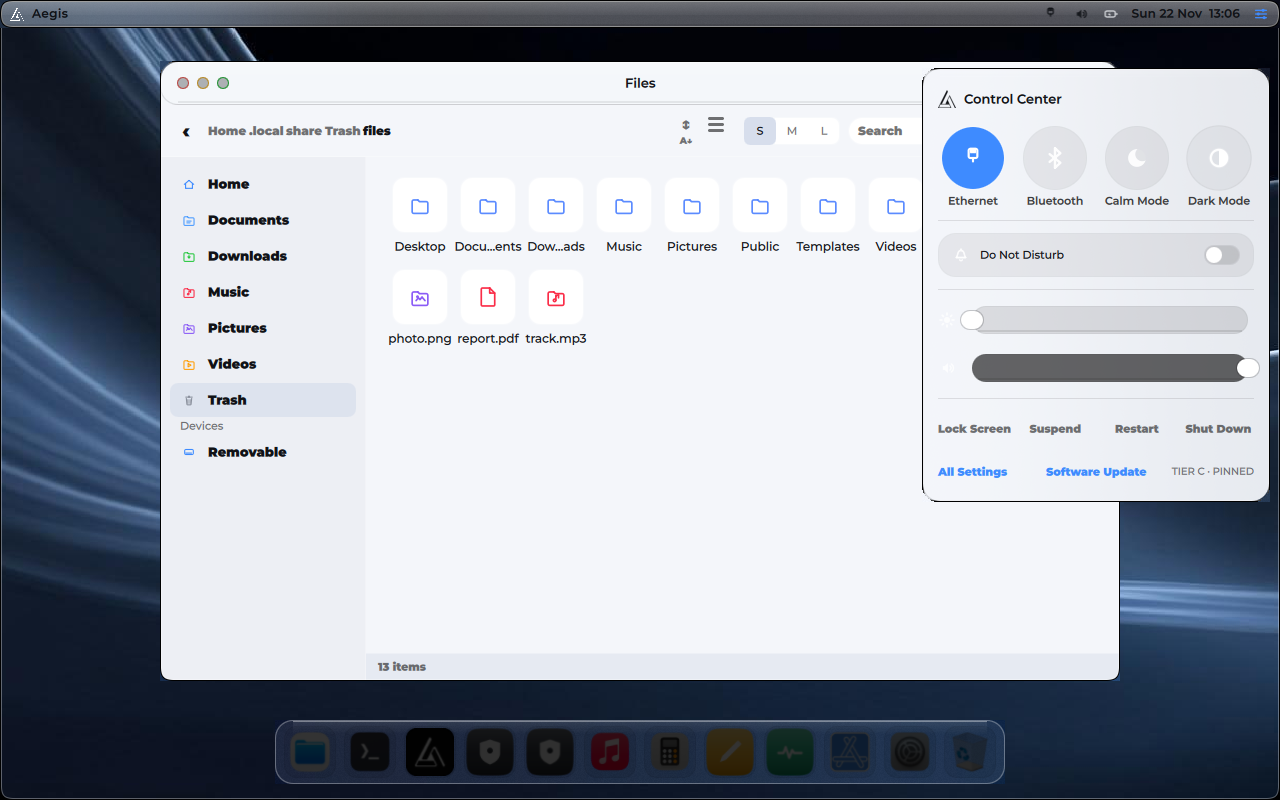 Aegis
Sun 22 Nov 13:06
Files
Home .local share Trash files
A+
S M L
Search
Home
Documents
Downloads
Music
Pictures
Videos
Trash
Devices
Removable
Desktop Docu...ents Dow...ads Music Pictures Public Templates Videos
photo.png report.pdf track.mp3
13 items
Control Center
Ethernet Bluetooth Calm Mode Dark Mode
Do Not Disturb
Lock Screen Suspend Restart Shut Down
All Settings Software Update TIER C · PINNED